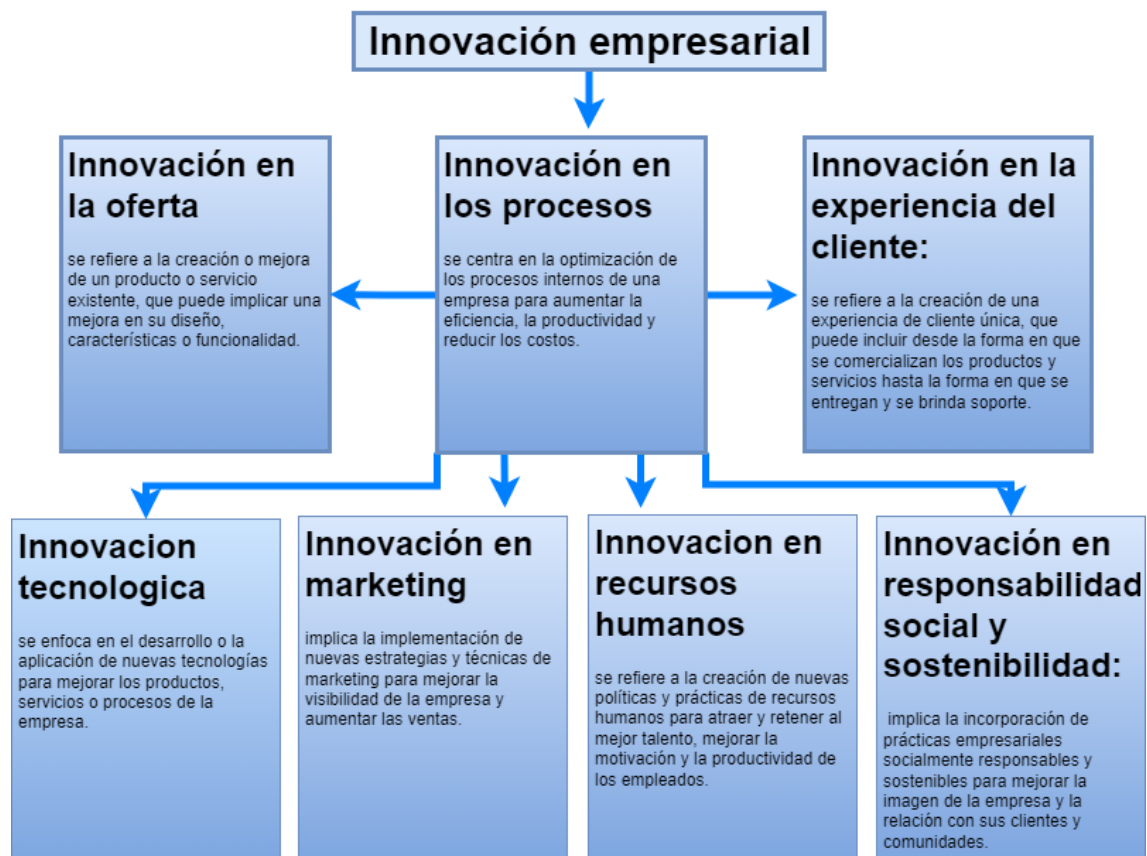 Innovación empresarial
Innovación en
la oferta
se refiere a la creación o mejora
de un producto o servicio
existente, que puede implicar una
mejora en su diseño,
características o funcionalidad.
Innovación en
los procesos
se centra en la optimización de
los procesos internos de una
empresa para aumentar la
eficiencia, la productividad y
reducir los costos.
Innovación en la
experiencia del
cliente:
se refiere a la creación de una
experiencia de cliente única, que
puede incluir desde la forma en que
se comercializan los productos y
servicios hasta la forma en que se
entregan y se brinda soporte.
Innovacion
tecnologica
se enfoca en el desarrollo o la
aplicación de nuevas tecnologías
para mejorar los productos,
servicios o procesos de la
empresa.
Innovación en
marketing
implica la implementación de
nuevas estrategias y técnicas de
marketing para mejorar la
visibilidad de la empresa y
aumentar las ventas.
Innovacion en
recursos
humanos
se refiere a la creación de nuevas
políticas y prácticas de recursos
humanos para atraer y retener al
mejor talento, mejorar la
motivación y la productividad de
los empleados.
Innovación en
responsabilidad
social y
sostenibilidad:
implica la incorporación de
prácticas empresariales
socialmente responsables y
sostenibles para mejorar la
imagen de la empresa y la
relación con sus clientes y
comunidades.